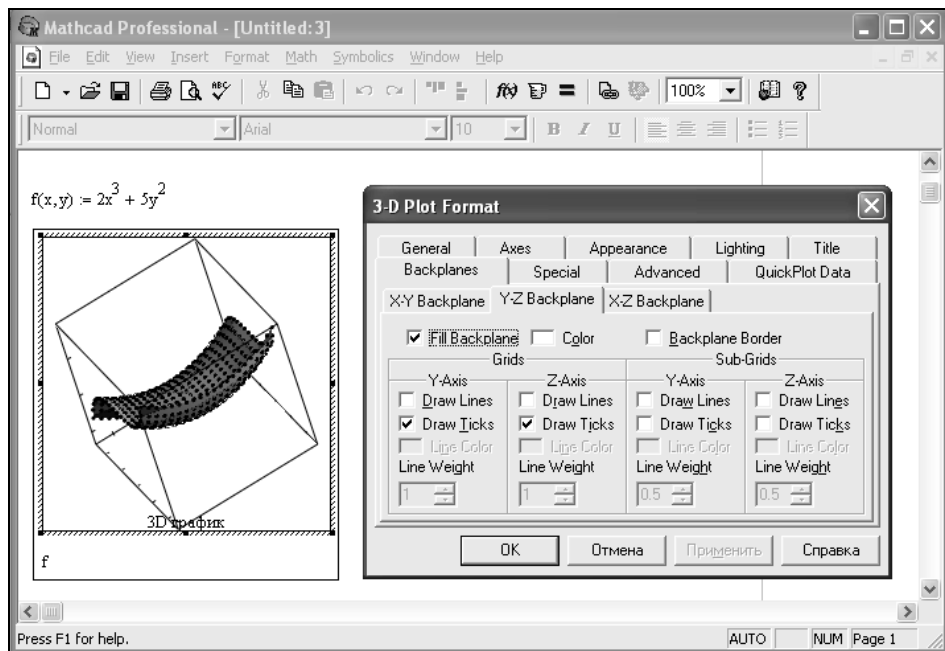 Mathcad Professional - [Untitled:3]
File Edit View Insert Format Math Symbolics Window Help
100%
Normal Arial 10 B I U
f(x,y) := 2x^3 + 5y^2
3D график
f
3-D Plot Format
General Axes Appearance Lighting Title
Backplanes Special Advanced QuickPlot Data
X-Y Backplane Y-Z Backplane X-Z Backplane
Fill Backplane Color Backplane Border
Grids Sub-Grids
Y-Axis Z-Axis Y-Axis Z-Axis
Draw Lines Draw Lines Draw Lines Draw Lines
Draw Ticks Draw Ticks Draw Ticks Draw Ticks
Line Color Line Color Line Color Line Color
Line Weight Line Weight Line Weight Line Weight
1 1 0.5 0.5
OK Отмена Применить Справка
Press F1 for help. AUTO NUM Page 1